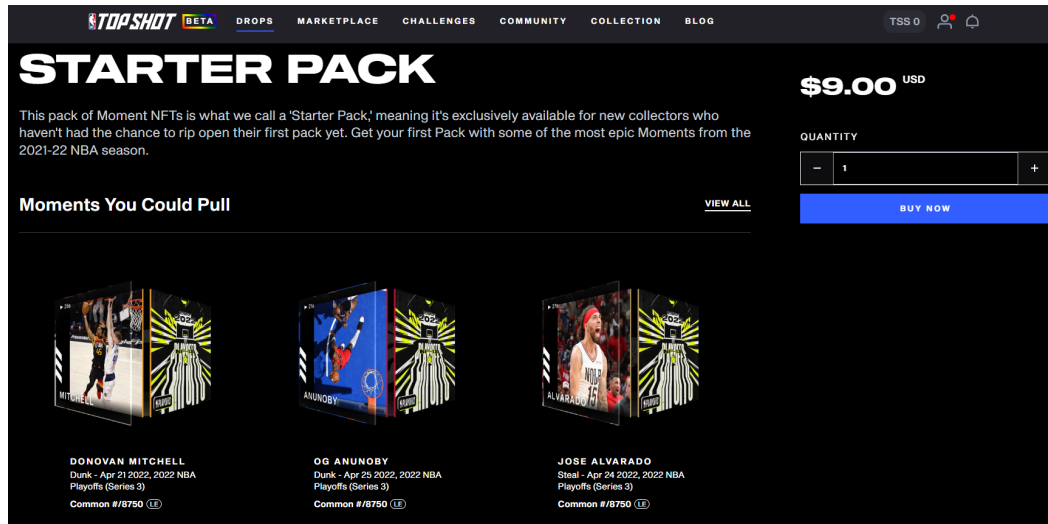 TOP SHOT BETA DROPS MARKETPLACE CHALLENGES COMMUNITY COLLECTION BLOG TSS 0
STARTER PACK
$9.00 USD
This pack of Moment NFTs is what we call a 'Starter Pack,' meaning it's exclusively available for new collectors who
haven't had the chance to rip open their first pack yet. Get your first Pack with some of the most epic Moments from the
2021-22 NBA season.
QUANTITY
− 1 +
BUY NOW
Moments You Could Pull
VIEW ALL
MITCHELL
ANUNOBY
ALVARADO
DONOVAN MITCHELL
Dunk - Apr 21 2022, 2022 NBA
Playoffs (Series 3)
Common #/8750 LE
OG ANUNOBY
Dunk - Apr 25 2022, 2022 NBA
Playoffs (Series 3)
Common #/8750 LE
JOSE ALVARADO
Steal - Apr 24 2022, 2022 NBA
Playoffs (Series 3)
Common #/8750 LE